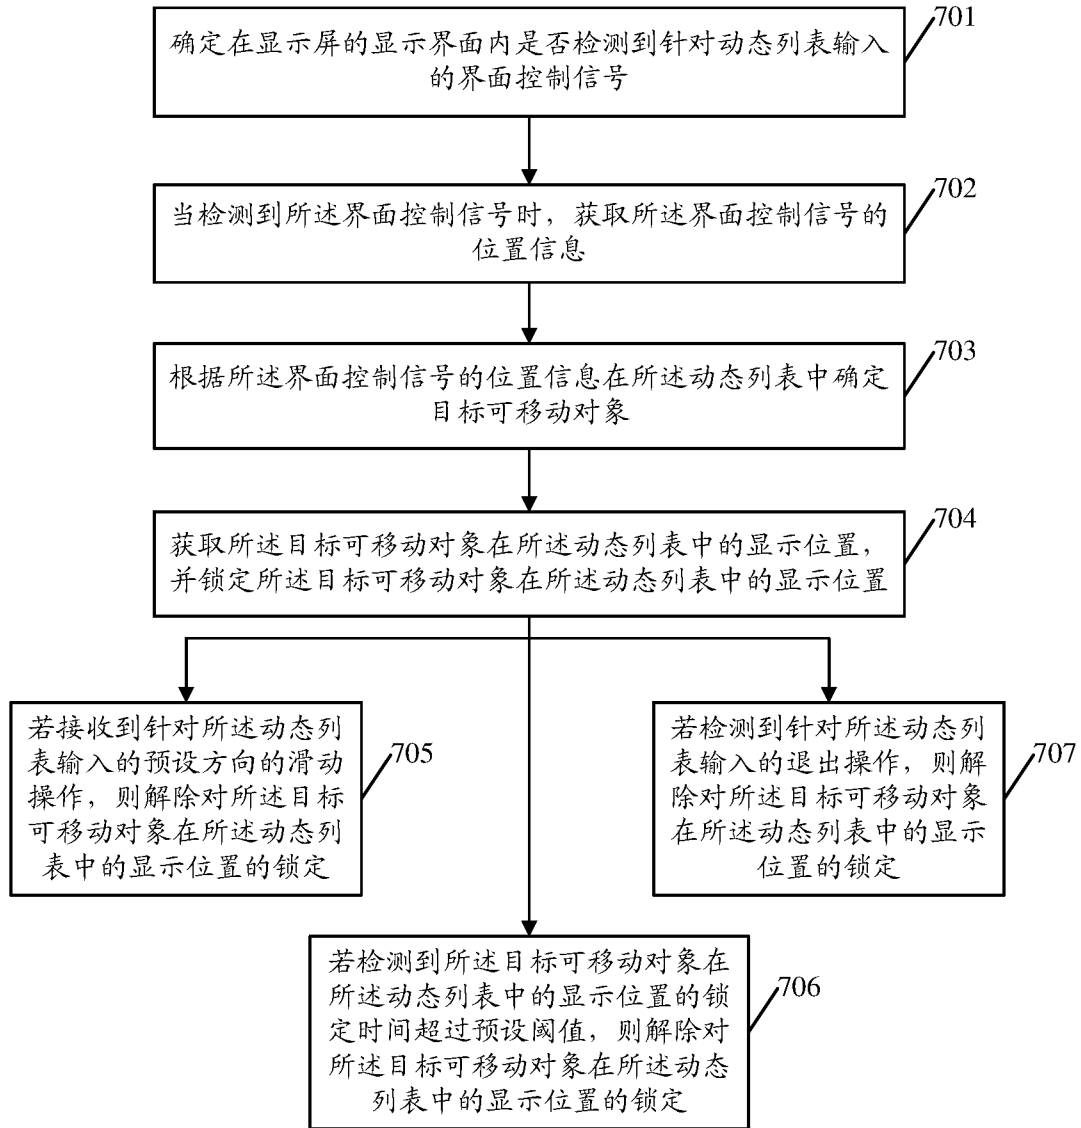 701
确定在显示屏的显示界面内是否检测到针对动态列表输入
的界面控制信号
702
当检测到所述界面控制信号时，获取所述界面控制信号的
位置信息
703
根据所述界面控制信号的位置信息在所述动态列表中确定
目标可移动对象
704
获取所述目标可移动对象在所述动态列表中的显示位置，
并锁定所述目标可移动对象在所述动态列表中的显示位置
705
若接收到针对所述动态列
表输入的预设方向的滑动
操作，则解除对所述目标
可移动对象在所述动态列
表中的显示位置的锁定
707
若检测到针对所述动态列
表输入的退出操作，则解
除对所述目标可移动对象
在所述动态列表中的显示
位置的锁定
706
若检测到所述目标可移动对象在
所述动态列表中的显示位置的锁
定时间超过预设阈值，则解除对
所述目标可移动对象在所述动态
列表中的显示位置的锁定